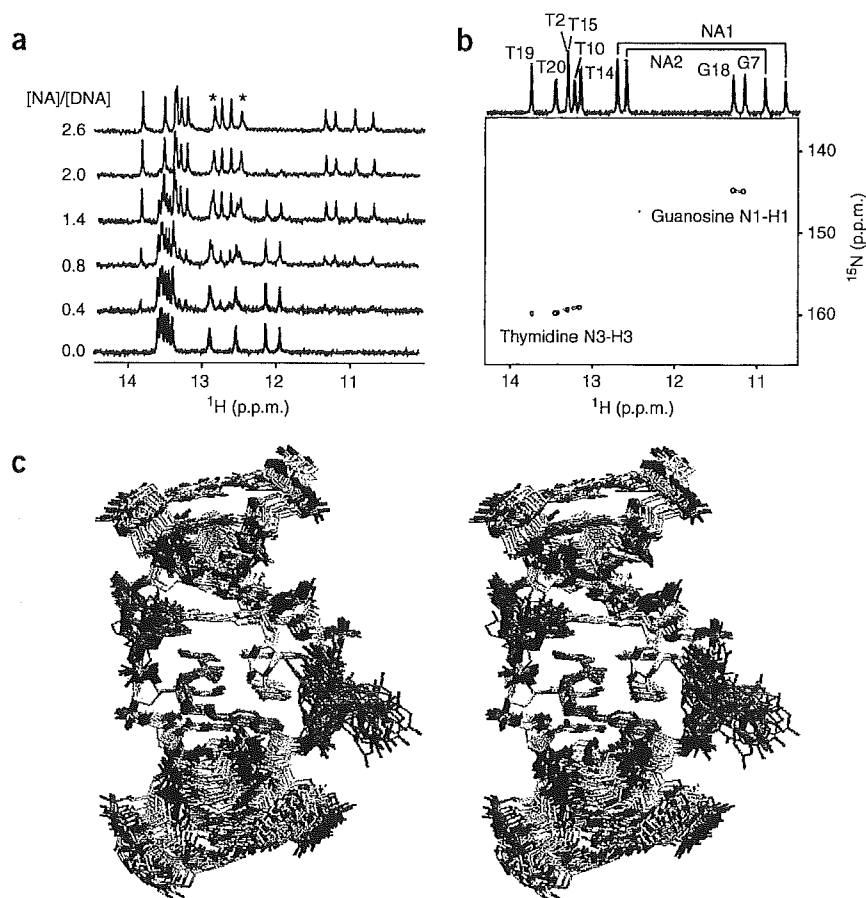 a
[NA]/[DNA]
* *
2.6
2.0
1.4
0.8
0.4
0.0
14 13 12 11
¹H (p.p.m.)
b
T2 T15
NA1
T19 T10
T20 T14 NA2 G18 G7
140
Guanosine N1-H1
150
¹⁵N (p.p.m.)
160
Thymidine N3-H3
14 13 12 11
¹H (p.p.m.)
c